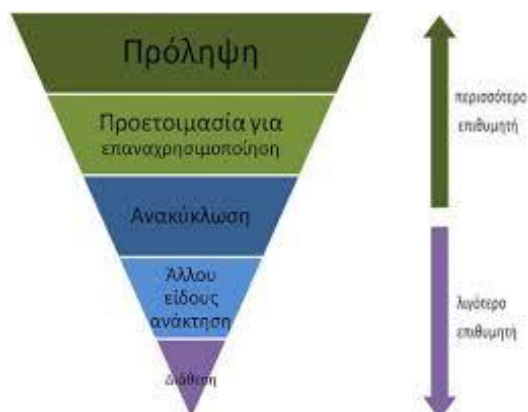 Πρόληψη
Προετοιμασία για
επαναχρησιμοποίηση
Ανακύκλωση
Άλλου
είδους
ανάκτηση
Διάθεση
περισσότερο
επιθυμητή
λιγότερο
επιθυμητή